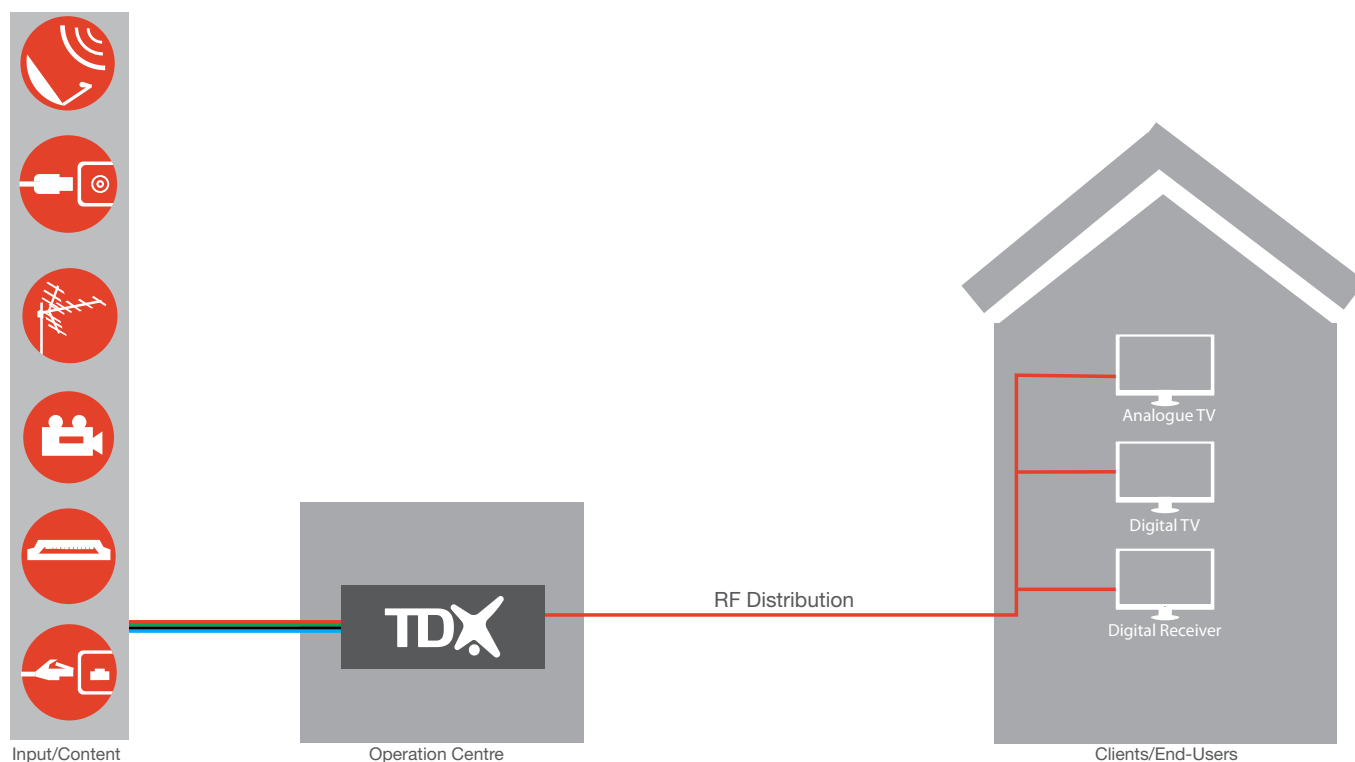 Analogue TV
Digital TV
RF Distribution
TDX
Digital Receiver
Input/Content
Operation Centre
Clients/End-Users